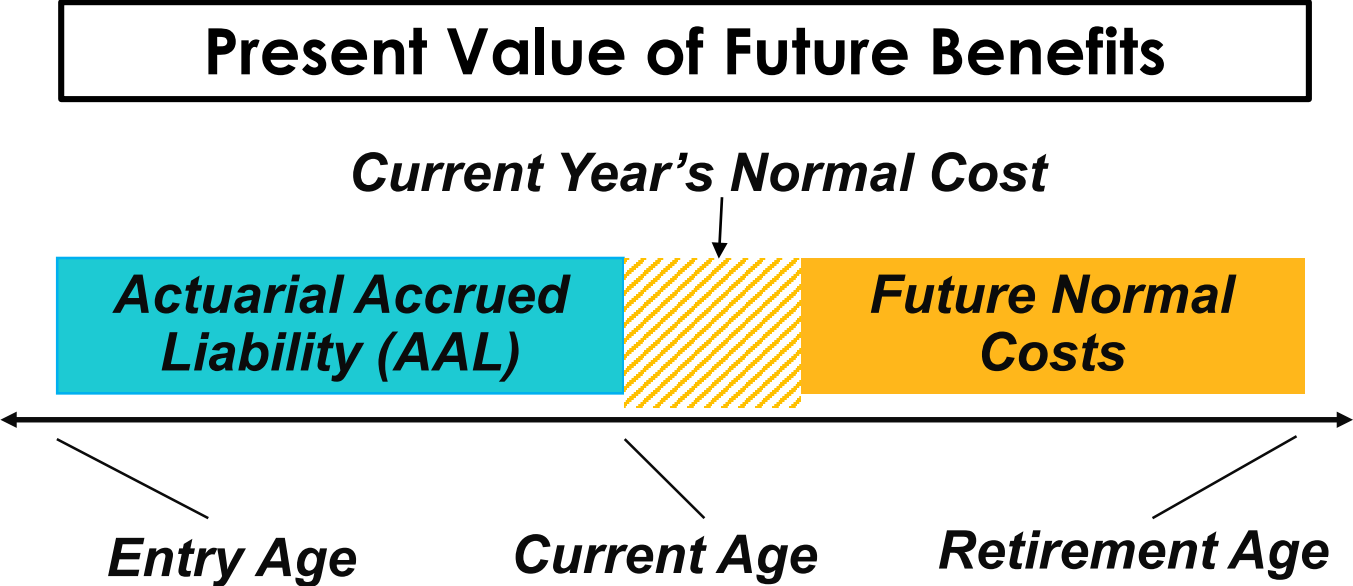 Present Value of Future Benefits
Current Year’s Normal Cost
Actuarial Accrued
Liability (AAL)
Future Normal
Costs
Entry Age
Current Age
Retirement Age